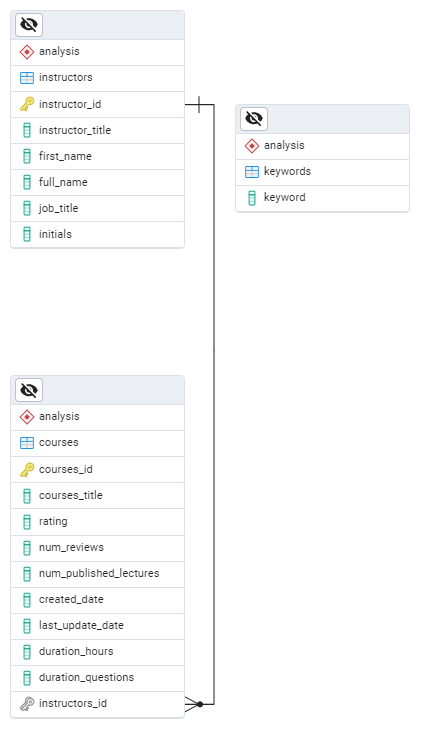 analysis
instructors
instructor_id
instructor_title
first_name
full_name
job_title
initials
analysis
keywords
keyword
analysis
courses
courses_id
courses_title
rating
num_reviews
num_published_lectures
created_date
last_update_date
duration_hours
duration_questions
instructors_id